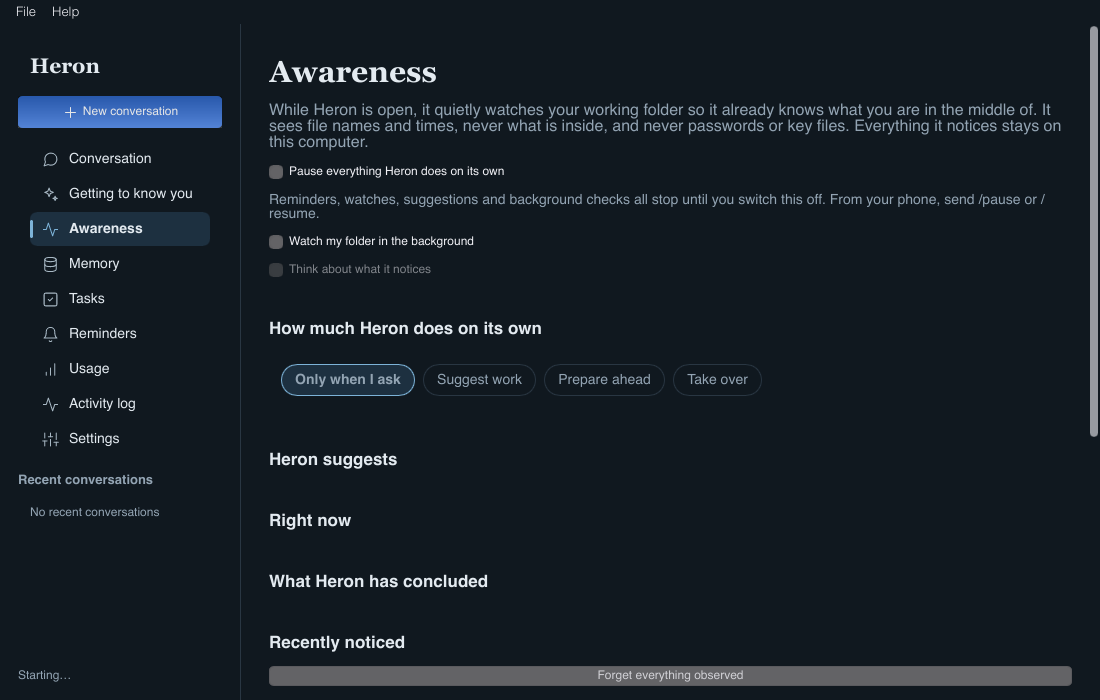 File Help
Heron
New conversation
Conversation
Getting to know you
Awareness
Memory
Tasks
Reminders
Usage
Activity log
Settings
Recent conversations
No recent conversations
Starting…
Awareness
While Heron is open, it quietly watches your working folder so it already knows what you are in the middle of. It
sees file names and times, never what is inside, and never passwords or key files. Everything it notices stays on
this computer.
Pause everything Heron does on its own
Reminders, watches, suggestions and background checks all stop until you switch this off. From your phone, send /pause or /
resume.
Watch my folder in the background
Think about what it notices
How much Heron does on its own
Only when I ask Suggest work Prepare ahead Take over
Heron suggests
Right now
What Heron has concluded
Recently noticed
Forget everything observed